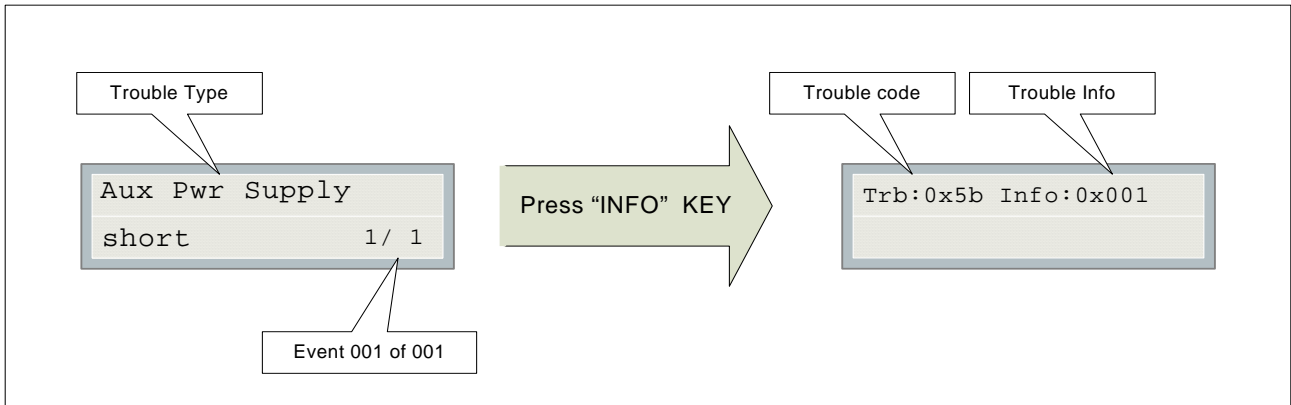 Trouble Type
Aux Pwr Supply
short 1/ 1
Event 001 of 001
Press “INFO” KEY
Trouble code
Trouble Info
Trb:0x5b Info:0x001